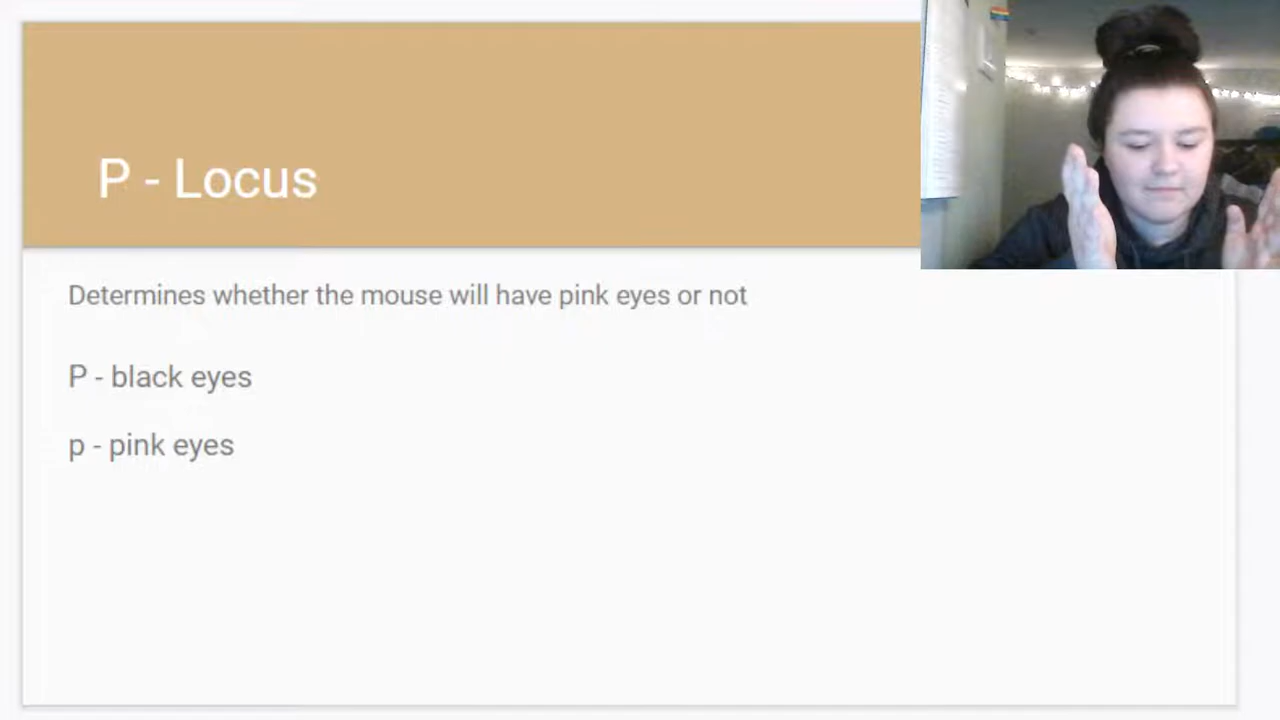 P - Locus
Determines whether the mouse will have pink eyes or not
P - black eyes
p - pink eyes